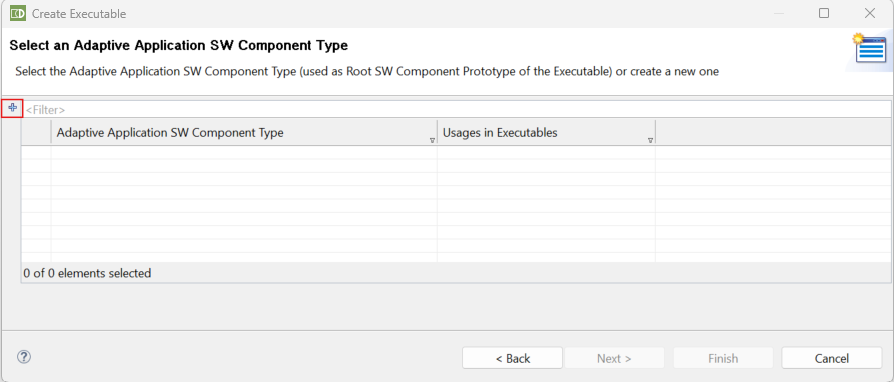 Create Executable
Select an Adaptive Application SW Component Type
Select the Adaptive Application SW Component Type (used as Root SW Component Prototype of the Executable) or create a new one
<Filter>
Adaptive Application SW Component Type Usages in Executables
0 of 0 elements selected
< Back Next > Finish Cancel